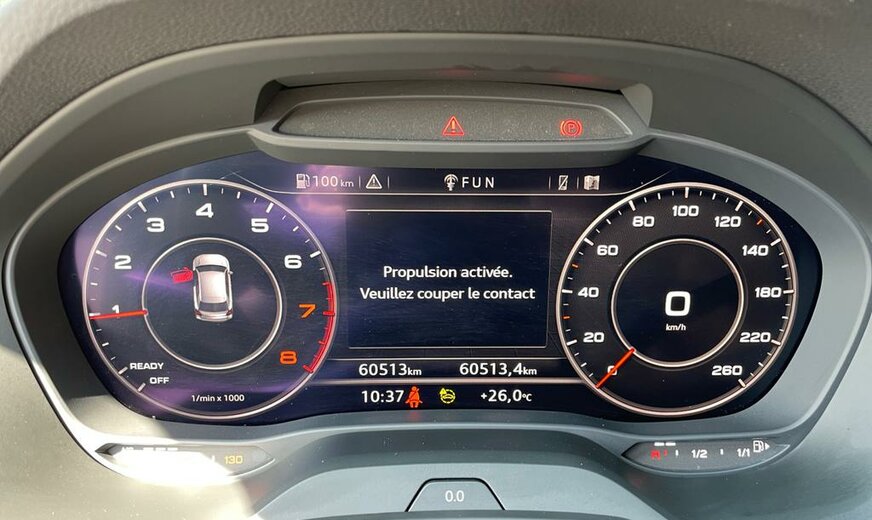 P
100 km
FUN
Propulsion activée.
Veuillez couper le contact
1 2 3 4 5 6 7 8
READY
OFF
1/min x 1000
0 20 40 60 80 100 120 140 180 220 260
0
km/h
60513km
60513,4km
10:37
+26,0°C
130
1/2
1/1
0.0